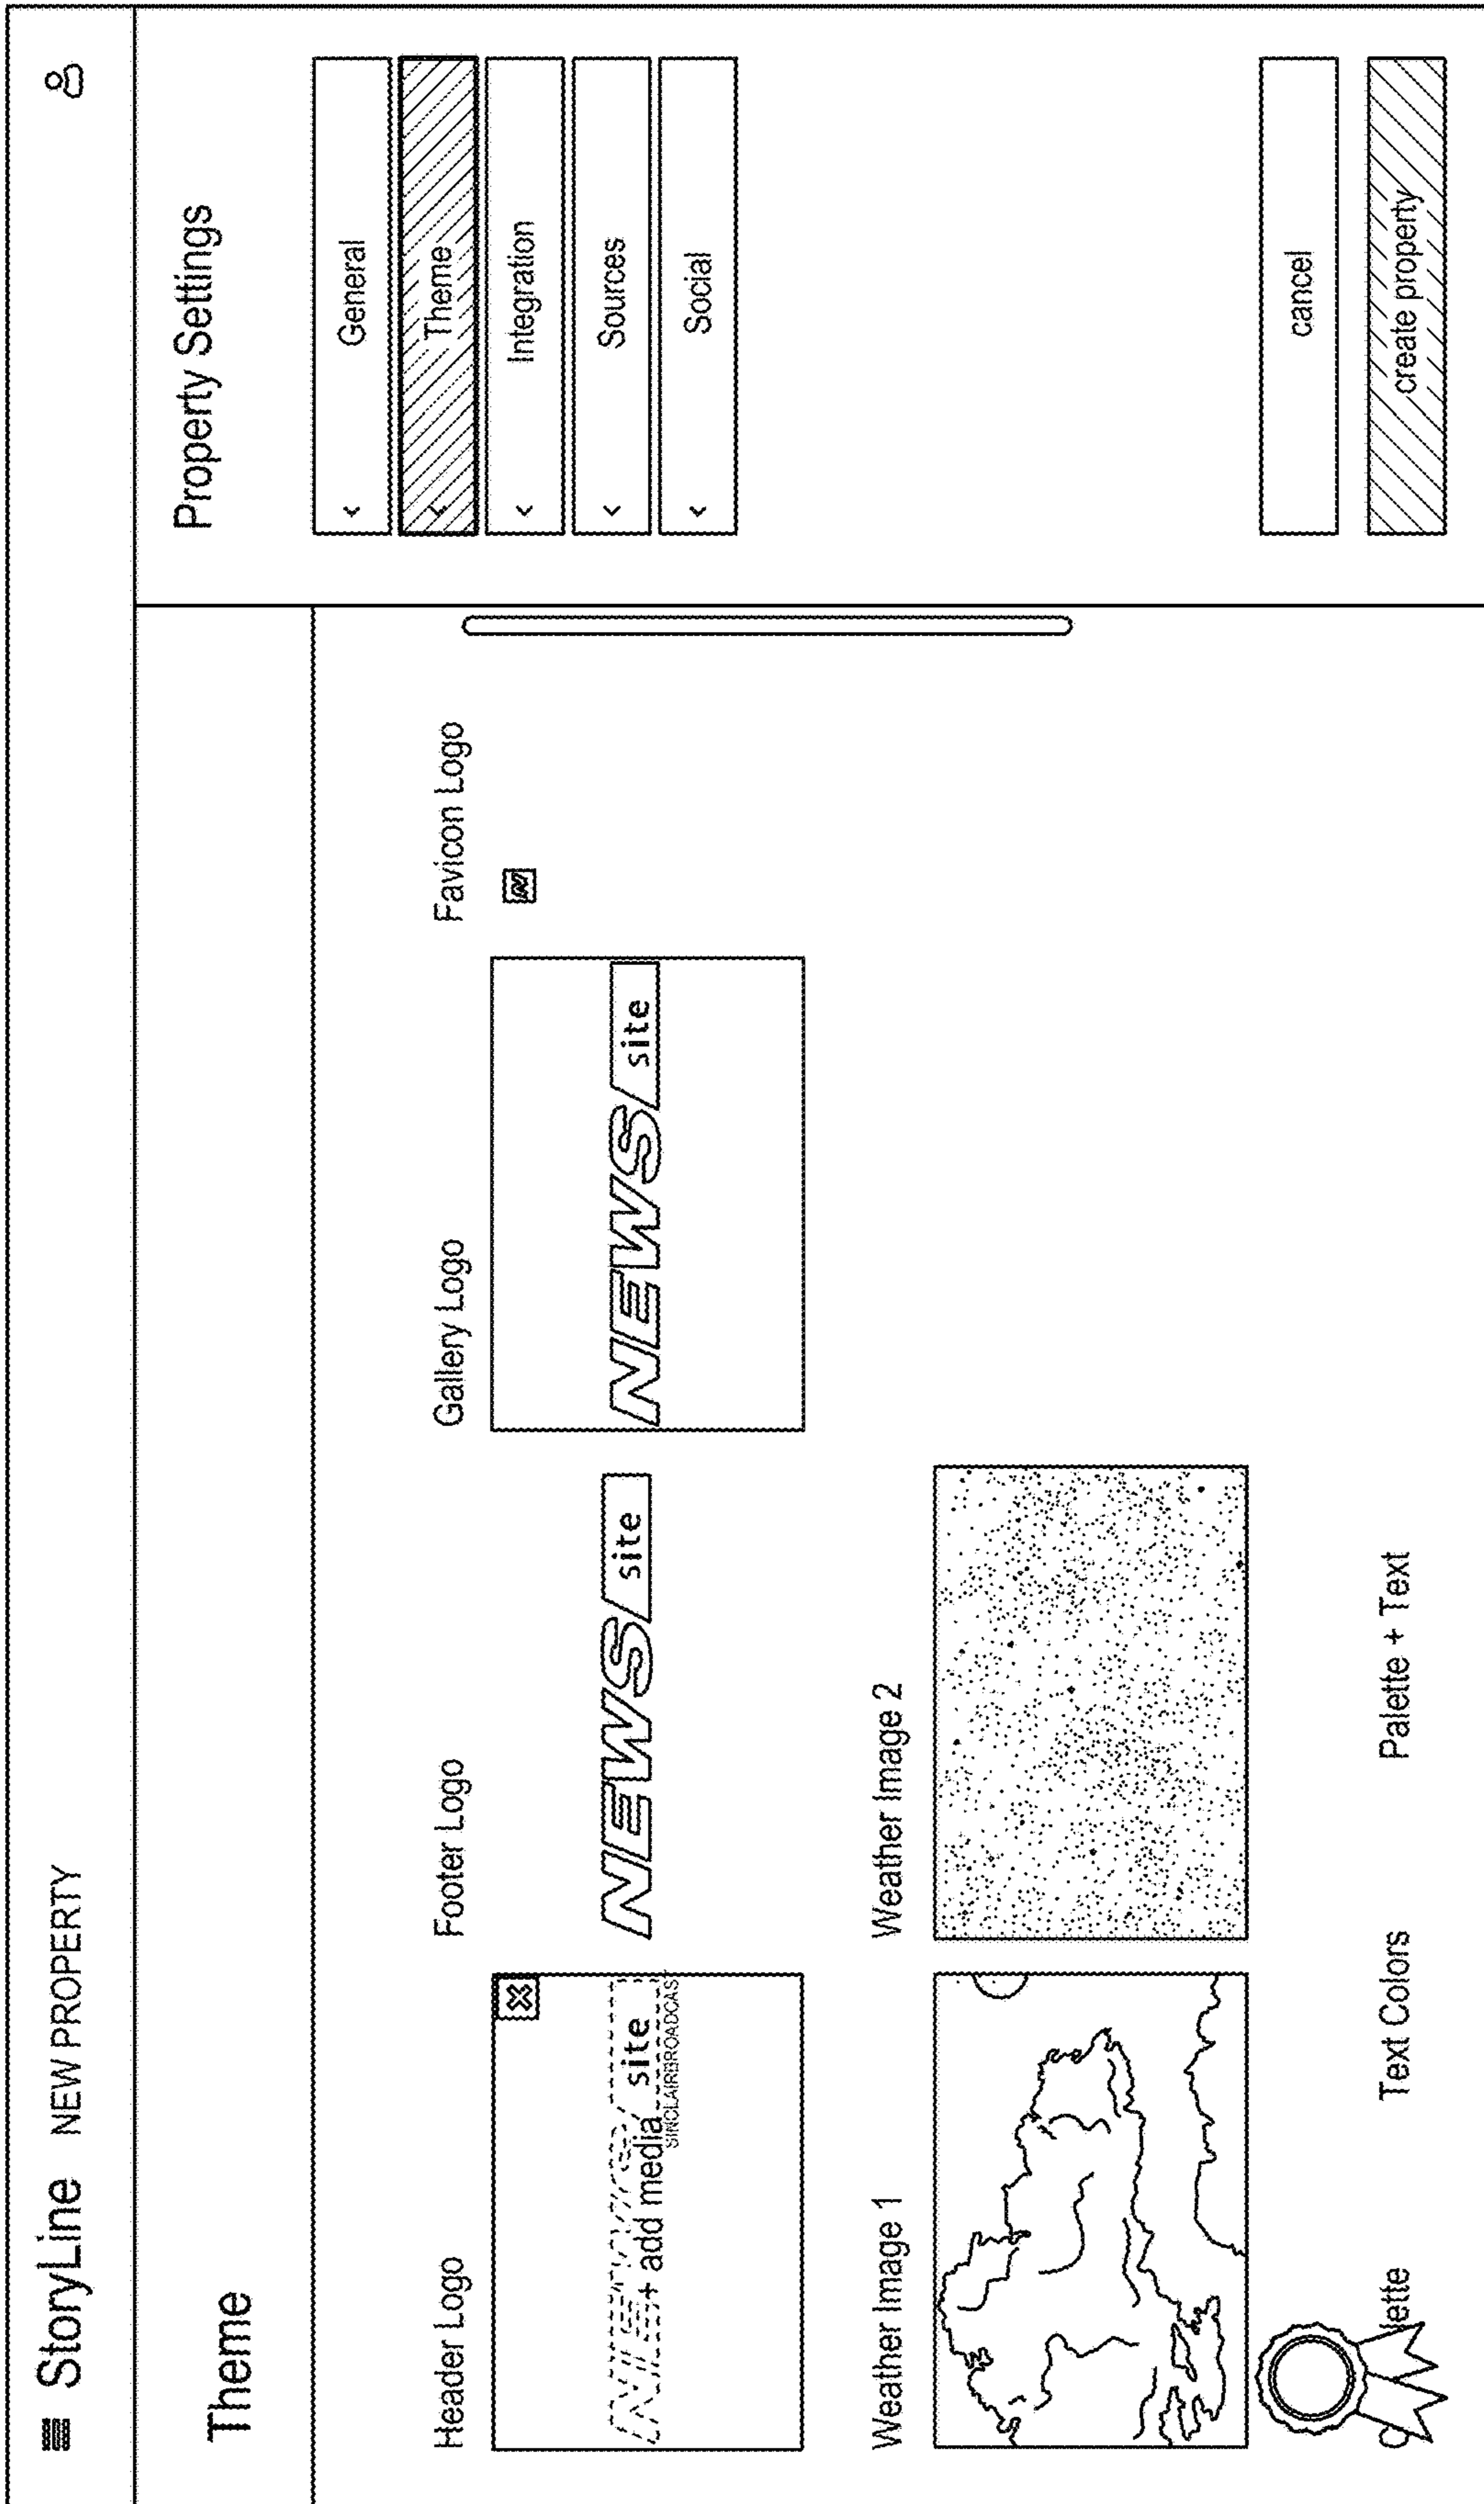 StoryLine NEW PROPERTY
Theme
Header Logo
Footer Logo
Gallery Logo
Favicon Logo
+ add media
site
SINCLAIRBROADCAST
NEWS site
NEWS site
N
Weather Image 1
Weather Image 2
Text Colors
Palette + Text
Property Settings
General
Theme
Integration
Sources
Social
cancel
create property